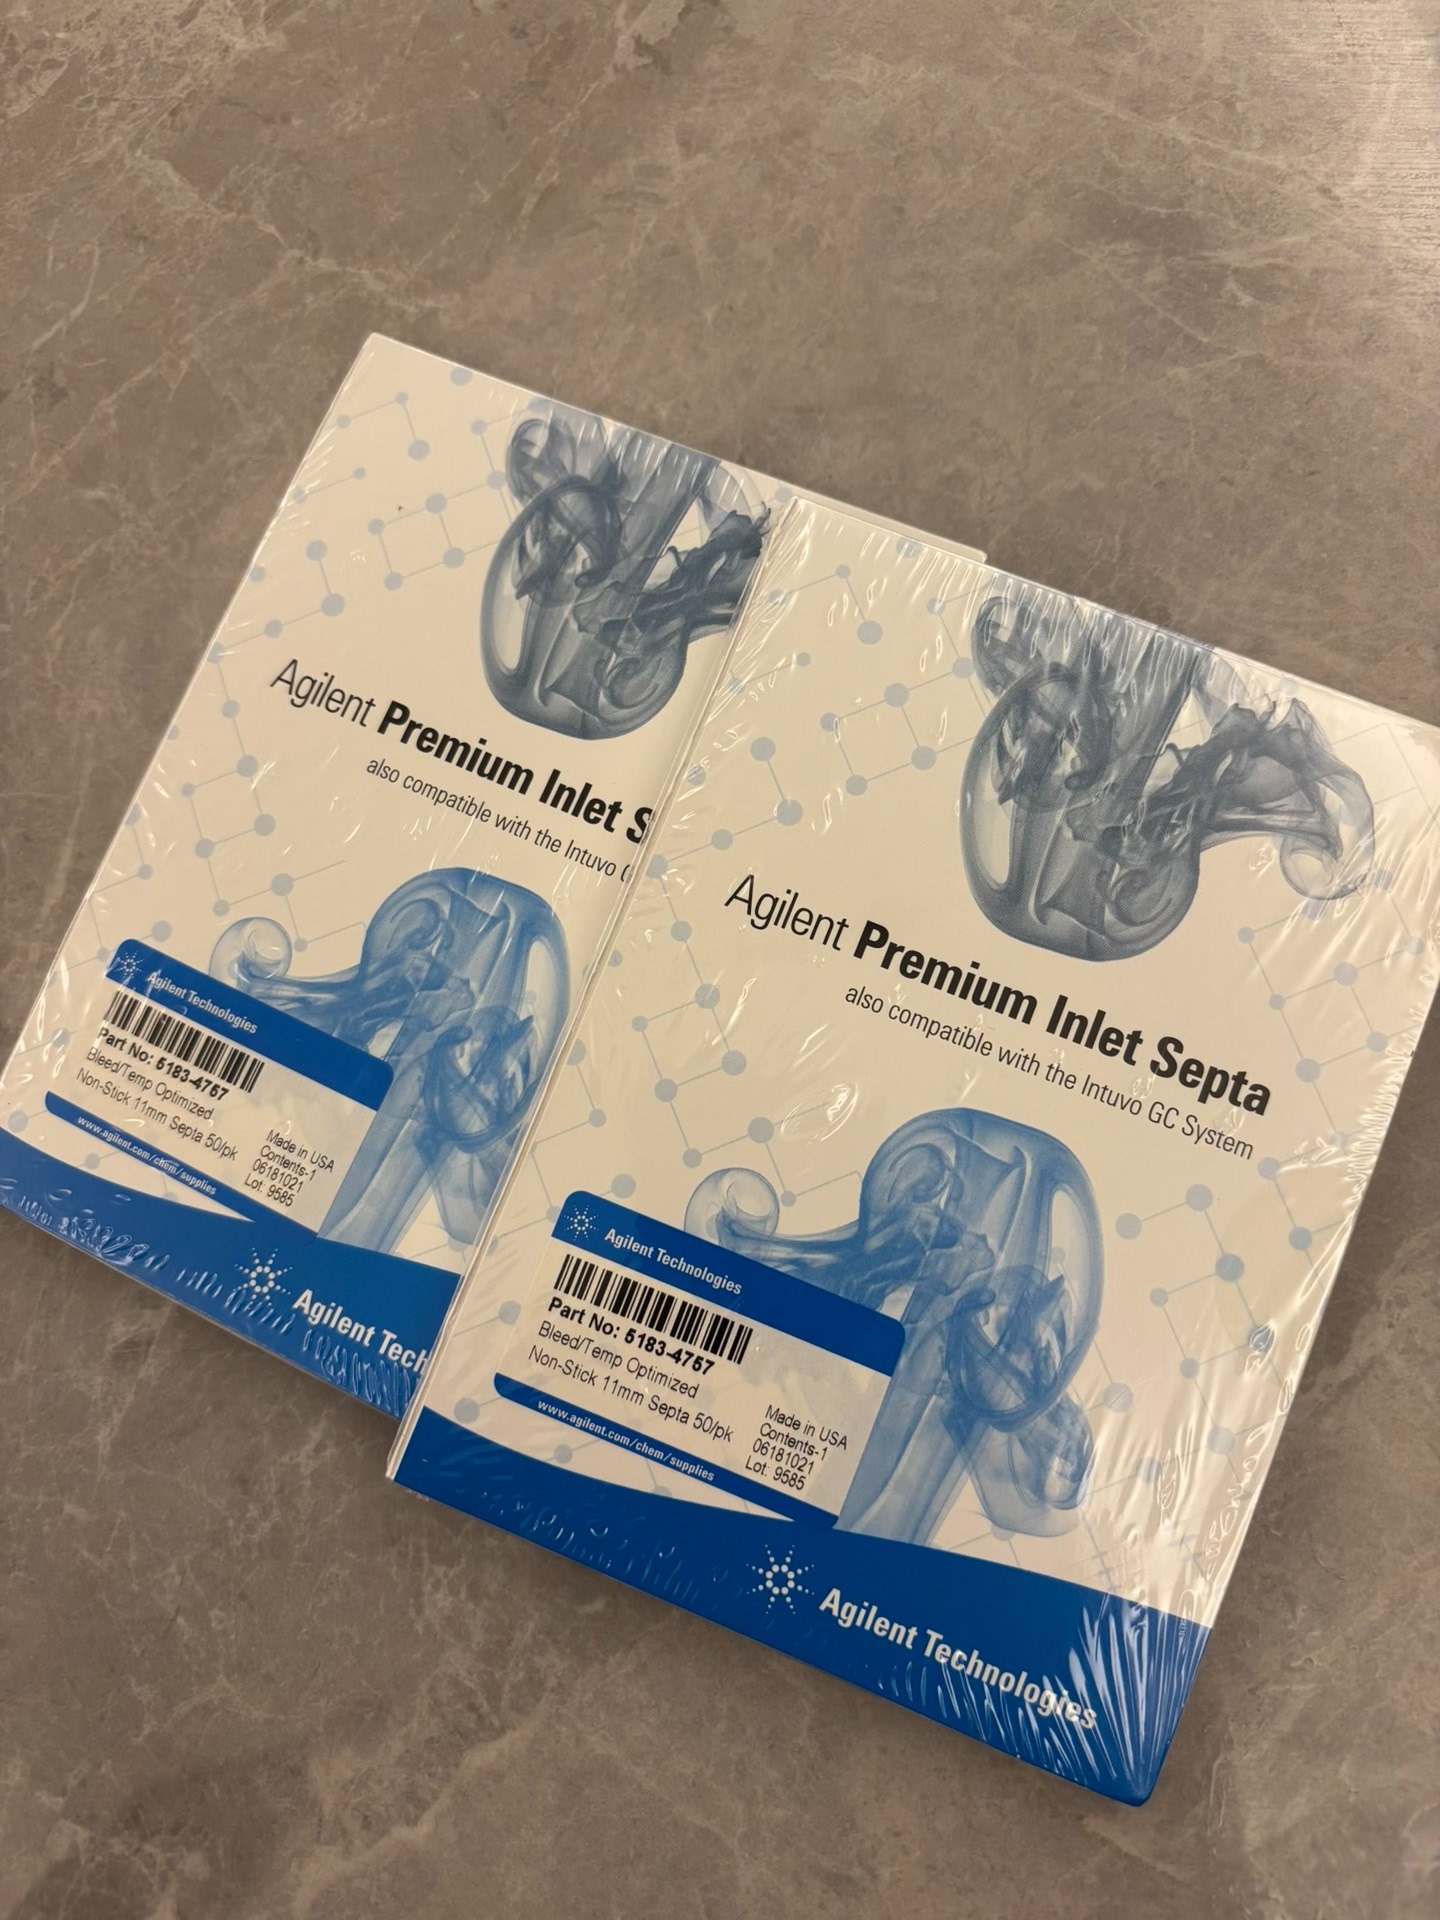 Agilent Premium Inlet S
also compatible with the Intuvo G
Agilent Technologies
Part No: 5183-4757
Bleed/Temp Optimized
Non-Stick 11mm Septa 50/pk
Made in USA
Contents-1
06181021
Lot: 9585
www.agilent.com/chem/supplies
Agilent Tech
Agilent Premium Inlet Septa
also compatible with the Intuvo GC System
Agilent Technologies
Part No: 5183-4757
Bleed/Temp Optimized
Non-Stick 11mm Septa 50/pk
Made in USA
Contents-1
06181021
Lot: 9585
www.agilent.com/chem/supplies
Agilent Technologies